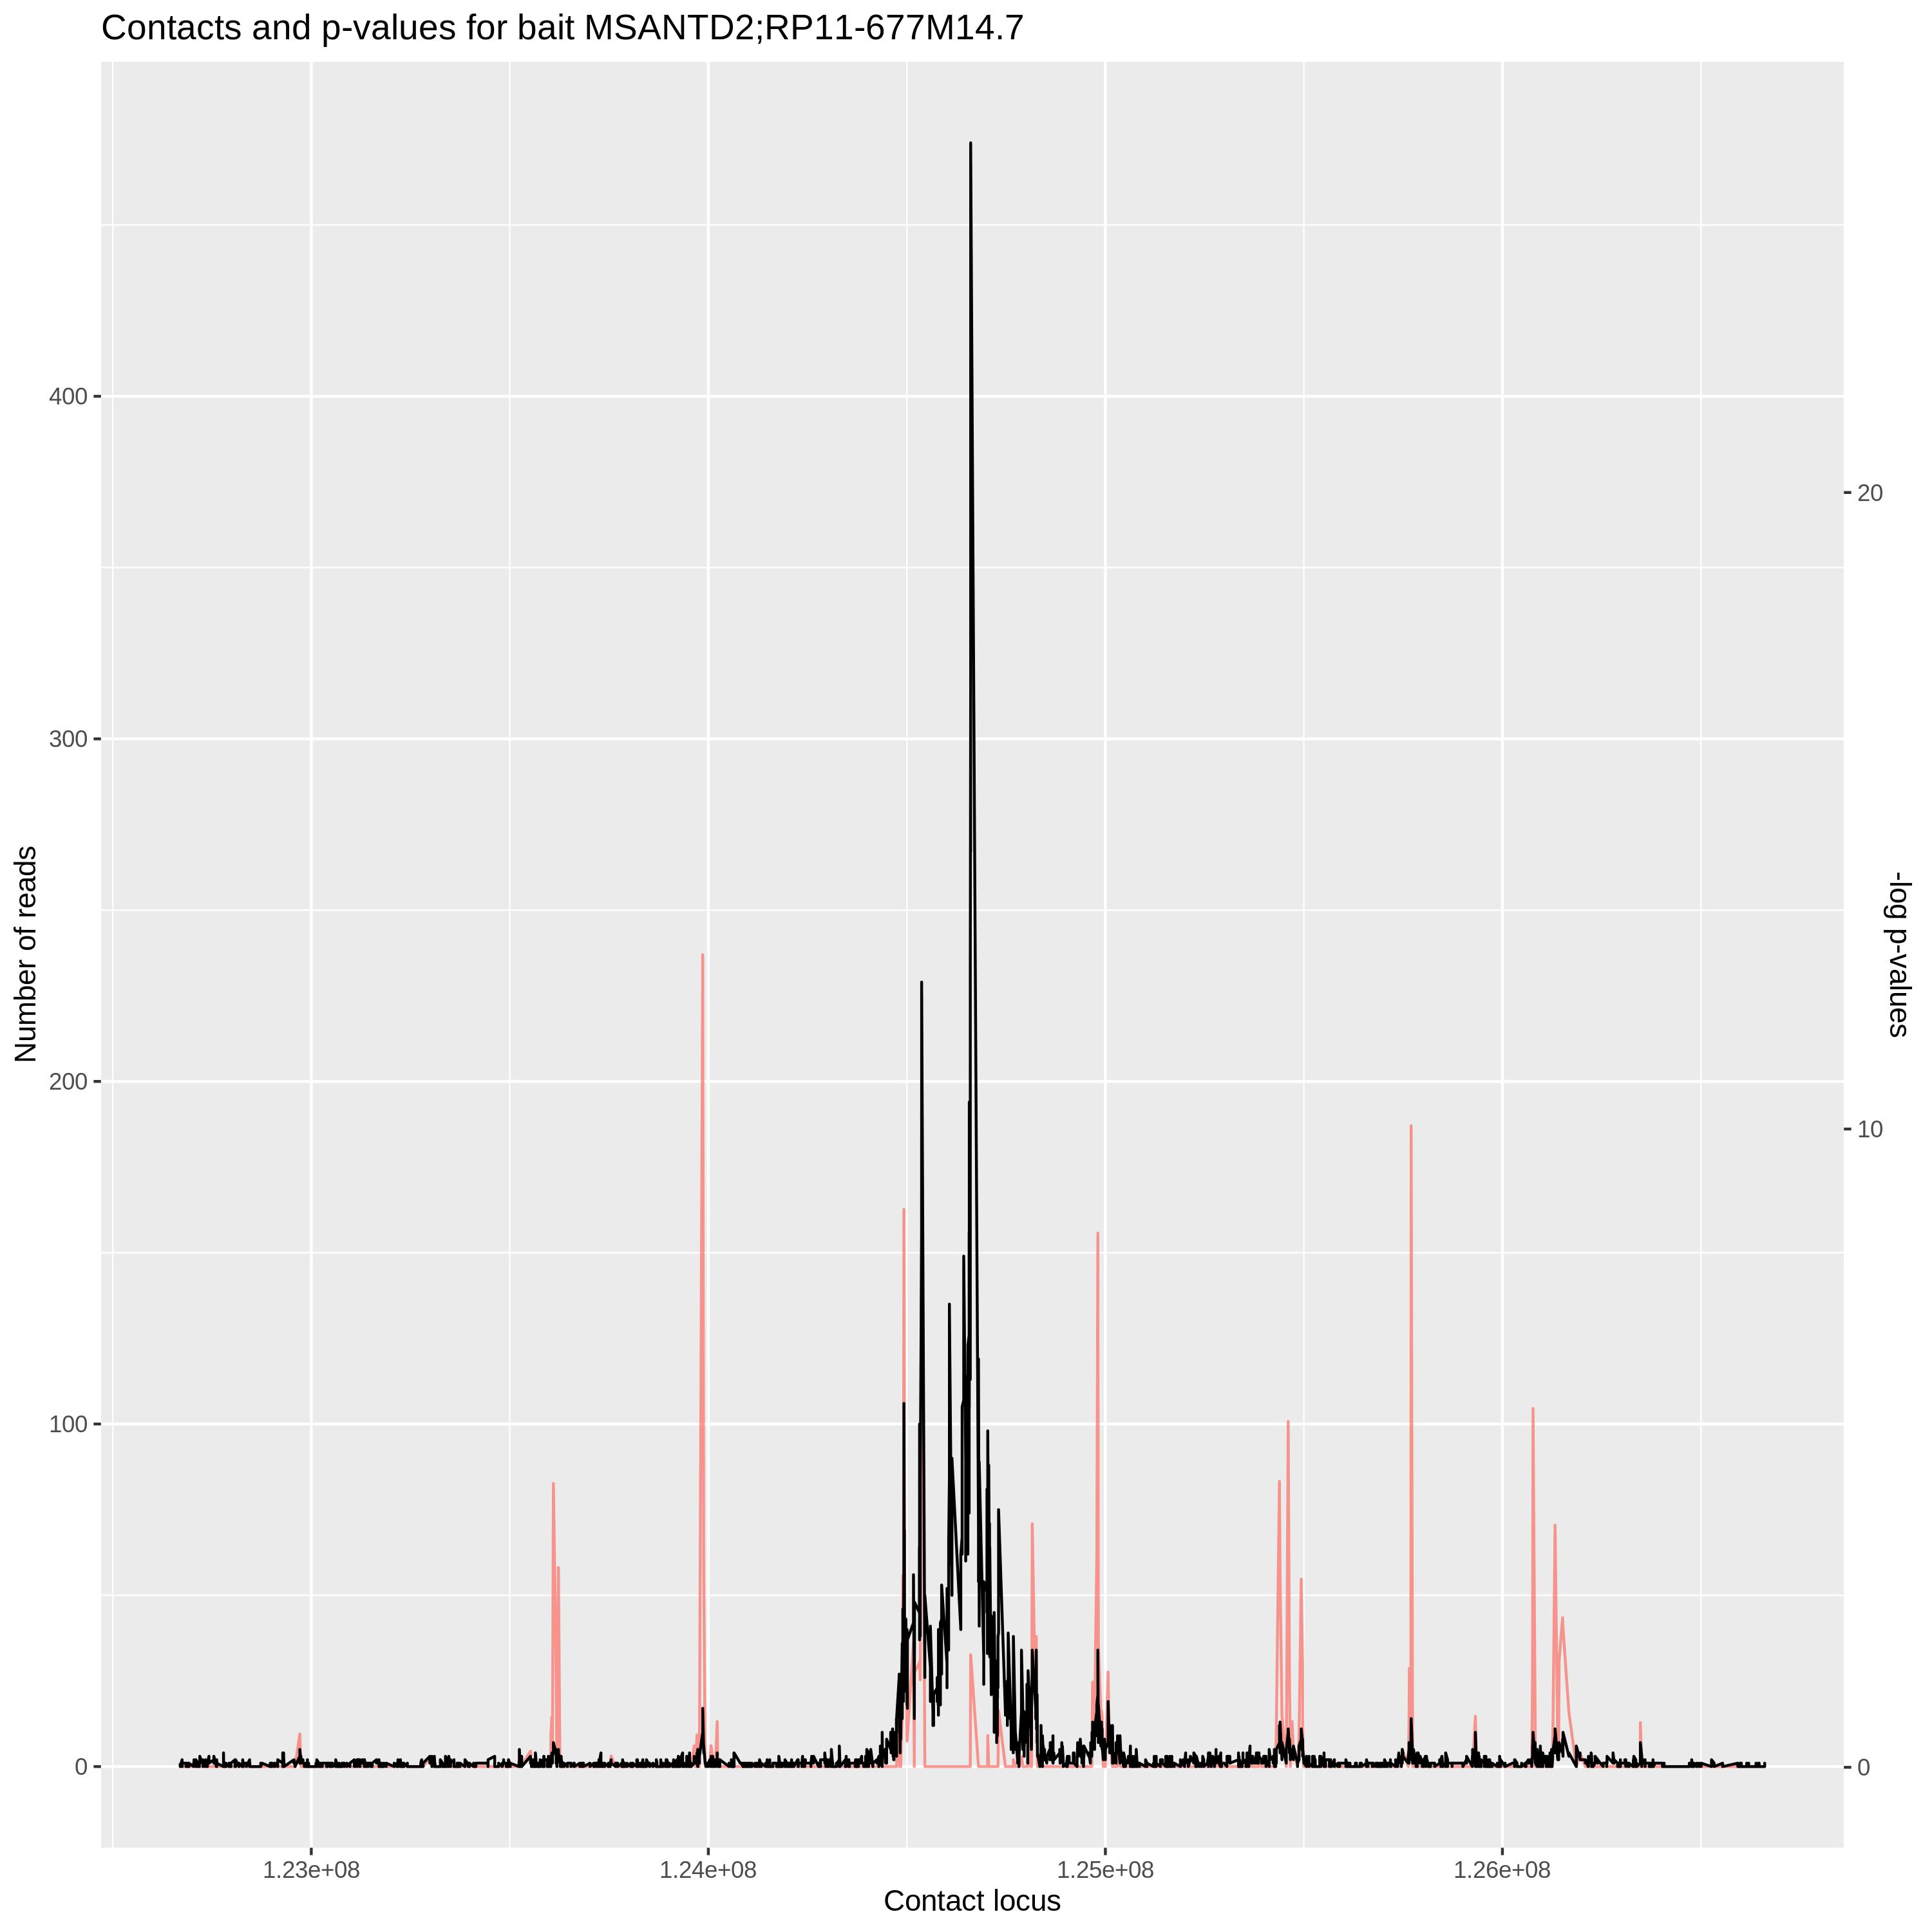 Contacts and p-values for bait MSANTD2;RP11-677M14.7
400
300
200
100
0
Number of reads
20
10
0
-log p-values
1.23e+08
1.24e+08
1.25e+08
1.26e+08
Contact locus